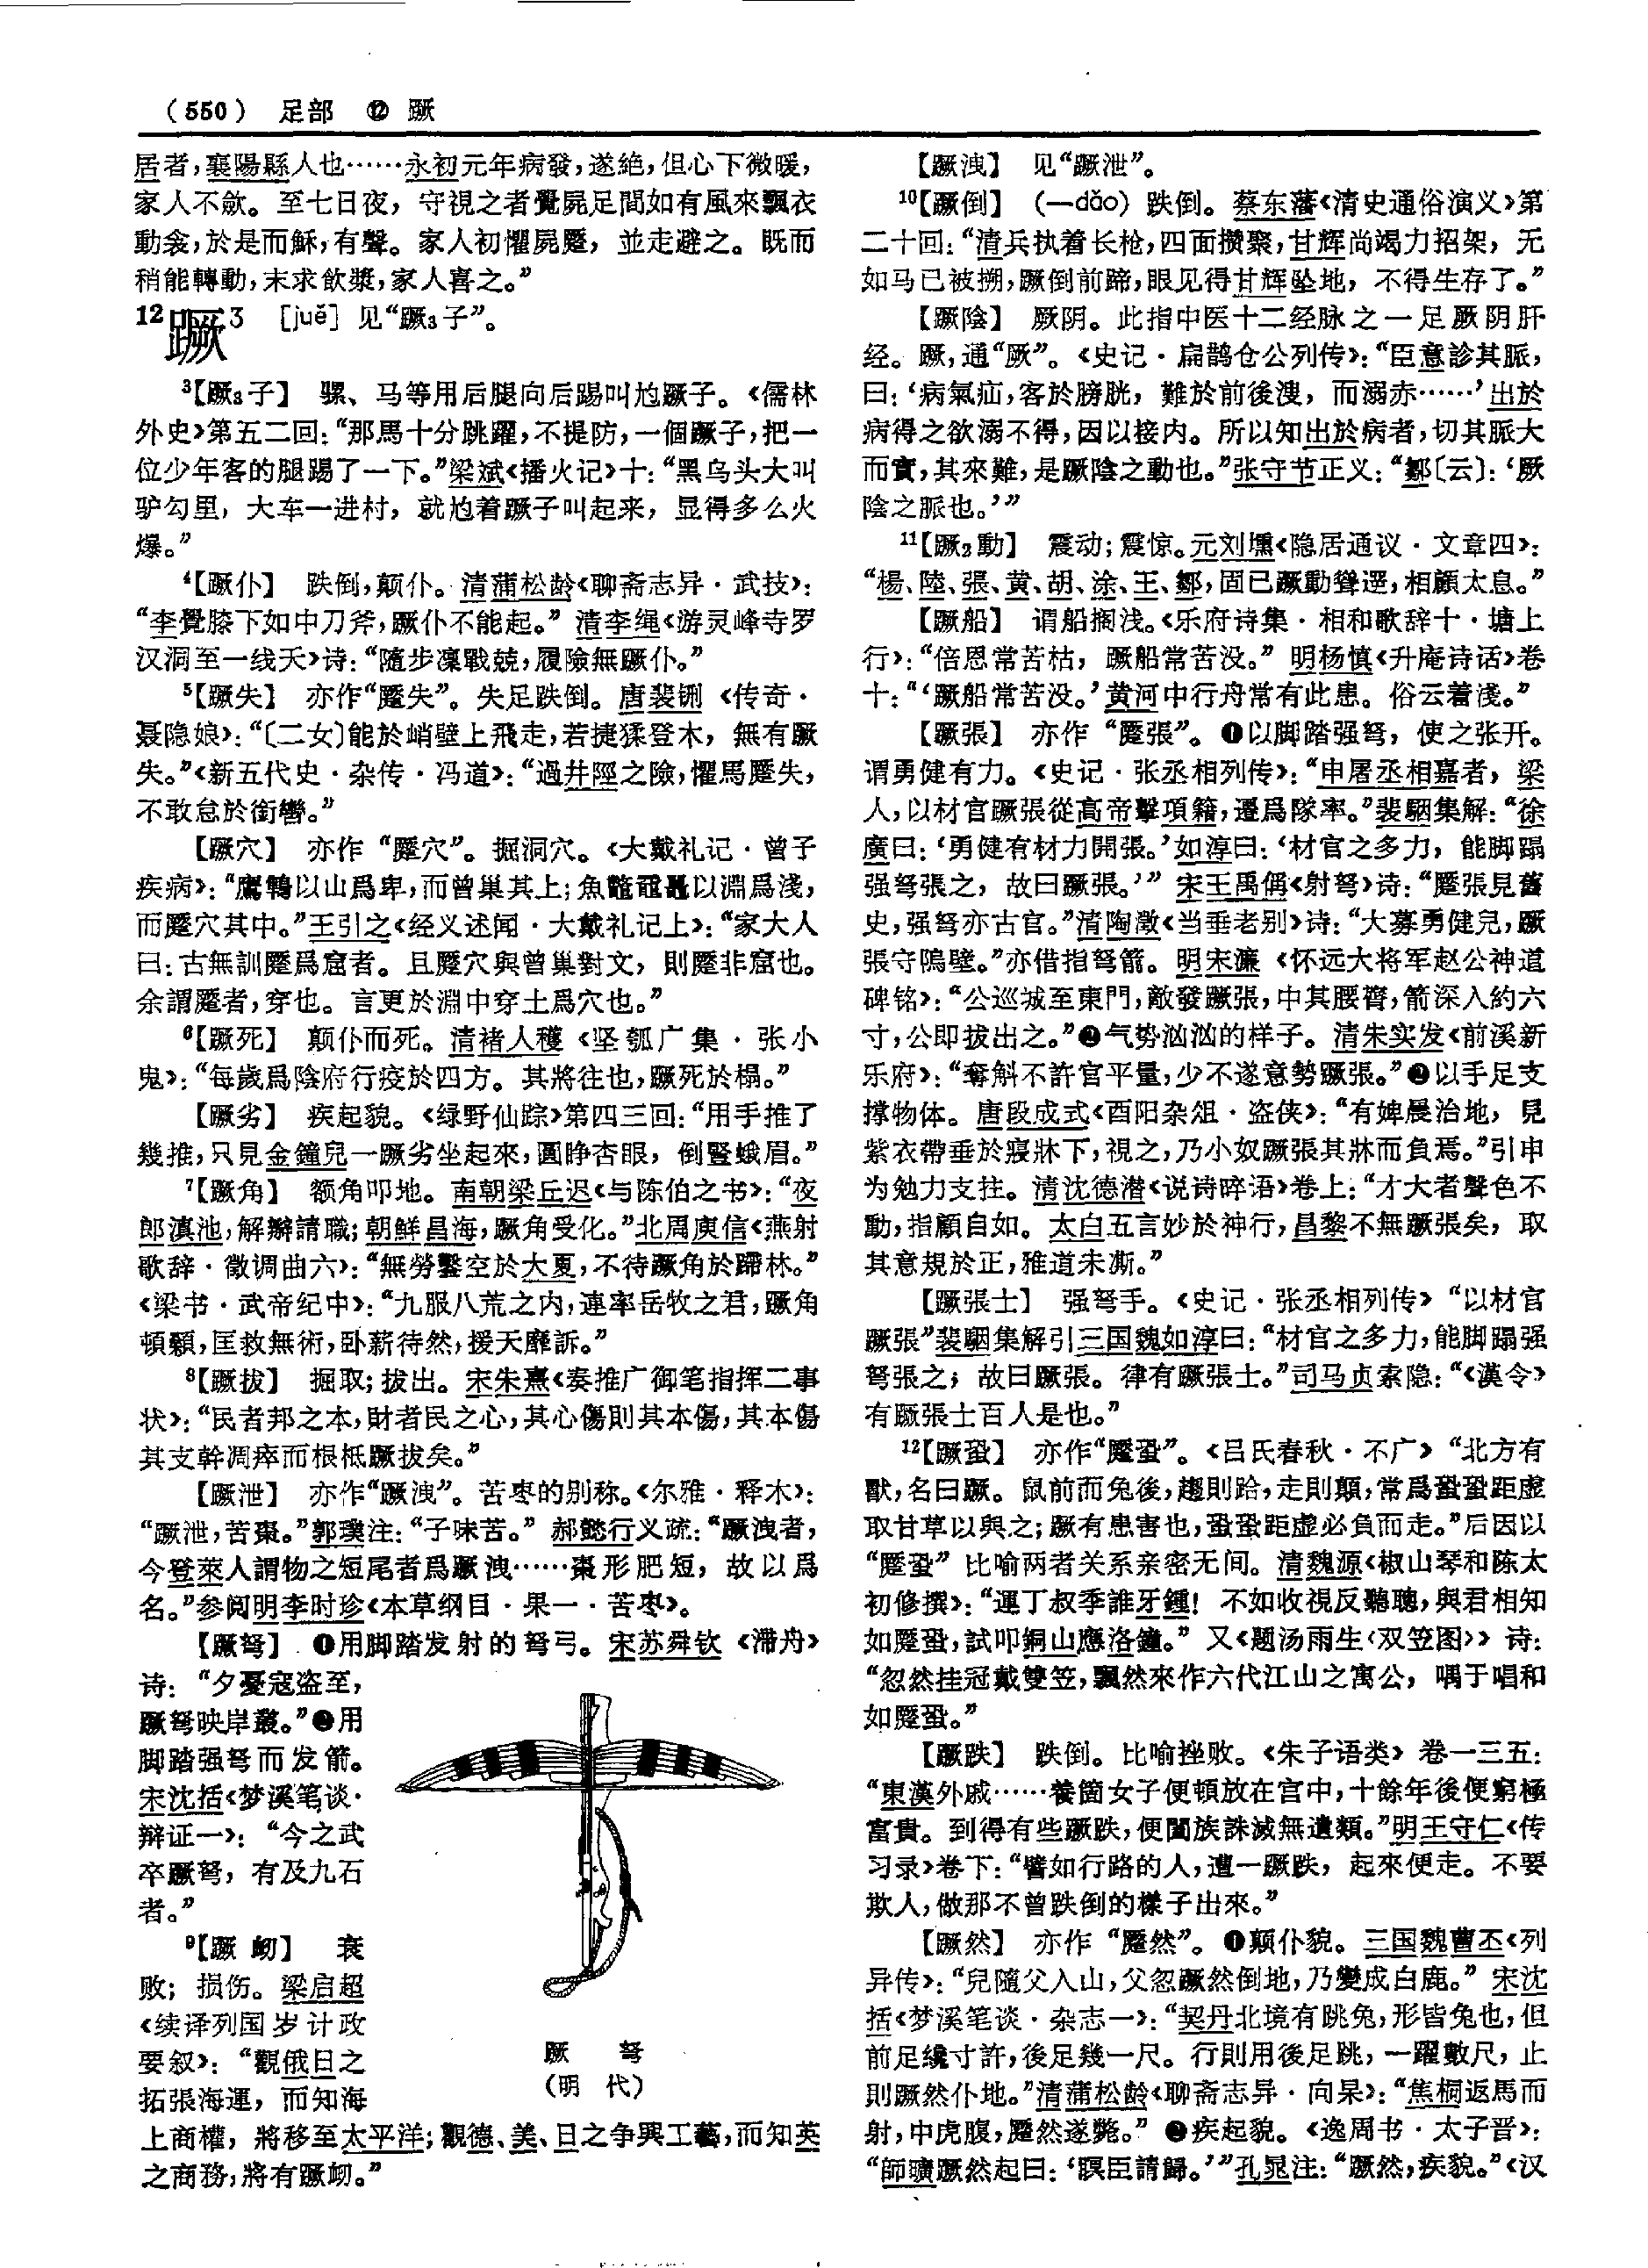 （550） 足部 ⑫ 蹶
居者，襄陽縣人也……永初元年病發，遂絶，但心下微暖，
家人不歛。至七日夜，守視之者覺屍足間如有風來飄衣
動衾，於是而穌，有聲。家人初懼屍蹷，並走避之。既而
稍能轉動，末求飲漿，家人喜之。”
12蹶3 ［juě］ 见“蹶3子”。
3【蹶3子】 骡、马等用后腿向后踢叫尥蹶子。《儒林
外史》第五二回：“那馬十分跳躍，不提防，一個蹶子，把一
位少年客的腿踢了一下。”梁斌《播火记》十：“黑乌头大叫
驴勾里，大车一进村，就尥着蹶子叫起来，显得多么火
爆。”
4【蹶仆】 跌倒，颠仆。清蒲松龄《聊斋志异·武技》：
“李覺膝下如中刀斧，蹶仆不能起。”清李绳《游灵峰寺罗
汉洞至一线天》诗：“隨步凜戰兢，履險無蹶仆。”
5【蹶失】 亦作“蹷失”。失足跌倒。唐裴铏《传奇·
聂隐娘》：“〔二女〕能於峭壁上飛走，若捷猱登木，無有蹶
失。”《新五代史·杂传·冯道》：“過井陘之險，懼馬蹷失，
不敢怠於銜轡。”
【蹶穴】 亦作“蹷穴”。掘洞穴。《大戴礼记·曾子
疾病》：“鷹鶽以山爲卑，而曾巢其上；魚鼈黿鼉以淵爲淺，
而蹷穴其中。”王引之《经义述闻·大戴礼记上》：“家大人
曰：古無訓蹷爲窟者。且蹷穴與曾巢對文，則蹷非窟也。
余謂蹷者，穿也。言更於淵中穿土爲穴也。”
6【蹶死】 颠仆而死。清褚人穫《坚瓠广集·张小
鬼》：“每歲爲陰府行疫於四方。其將往也，蹶死於榻。”
【蹶劣】 疾起貌。《绿野仙踪》第四三回：“用手推了
幾推，只見金鐘兒一蹶劣坐起來，圓睁杏眼，倒豎蛾眉。”
7【蹶角】 额角叩地。南朝梁丘迟《与陈伯之书》：“夜
郎滇池，解辮請職；朝鮮昌海，蹶角受化。”北周庾信《燕射
歌辞·徵调曲六》：“無勞鑿空於大夏，不待蹶角於蹛林。”
《梁书·武帝纪中》：“九服八荒之内，連率岳牧之君，蹶角
頓顙，匡救無術，卧薪待然，援天靡訴。”
8【蹶拔】 掘取；拔出。宋朱熹《奏推广御笔指挥二事
状》：“民者邦之本，財者民之心，其心傷則其本傷，其本傷
其支幹凋瘁而根柢蹶拔矣。”
【蹶泄】 亦作“蹶洩”。苦枣的别称。《尔雅·释木》：
“蹶泄，苦棗。”郭璞注：“子味苦。”郝懿行义疏：“蹶洩者，
今登萊人謂物之短尾者爲蹶洩……棗形肥短，故以爲
名。”参阅明李时珍《本草纲目·果一·苦枣》。
【蹶弩】 ❶用脚踏发射的弩弓。宋苏舜钦《滞舟》
诗：“夕憂寇盗至，
蹶弩映岸叢。”❷用
脚踏强弩而发箭。
宋沈括《梦溪笔谈·
辩证一》：“今之武
卒蹶弩，有及九石
者。”
9【蹶衂】 衰
败；损伤。梁启超
《续译列国岁计政
要叙》：“觀俄日之
拓張海運，而知海
上商權，將移至太平洋；觀德、美、日之争興工藝，而知英
之商務，將有蹶衂。”
蹶 弩
（明 代）
【蹶洩】 见“蹶泄”。
10【蹶倒】 （—dǎo）跌倒。蔡东藩《清史通俗演义》第
二十回：“清兵执着长枪，四面攒聚，甘辉尚竭力招架，无
如马已被搠，蹶倒前蹄，眼见得甘辉坠地，不得生存了。”
【蹶陰】 厥阴。此指中医十二经脉之一足厥阴肝
经。蹶，通“厥”。《史记·扁鹊仓公列传》：“臣意診其脈，
曰：‘病氣疝，客於膀胱，難於前後溲，而溺赤……’出於
病得之欲溺不得，因以接内。所以知出於病者，切其脈大
而實，其來難，是蹶陰之動也。”张守节正义：“鄒〔云〕：‘厥
陰之脈也。’”
11【蹶2動】 震动；震惊。元刘壎《隐居通议·文章四》：
“楊、陸、張、黄、胡、涂、王、鄒，固已蹶動聳遻，相顧太息。”
【蹶船】 谓船搁浅。《乐府诗集·相和歌辞十·塘上
行》：“倍恩常苦枯，蹶船常苦没。”明杨慎《升庵诗话》卷
十：“‘蹶船常苦没。’黄河中行舟常有此患。俗云着淺。”
【蹶張】 亦作“蹷張”。❶以脚踏强弩，使之张开。
谓勇健有力。《史记·张丞相列传》：“申屠丞相嘉者，梁
人，以材官蹶張從高帝擊項籍，遷爲隊率。”裴駰集解：“徐
廣曰：‘勇健有材力開張。’如淳曰：‘材官之多力，能脚蹋
强弩張之，故曰蹶張。’”宋王禹偁《射弩》诗：“蹷張見舊
史，强弩亦古官。”清陶澂《当垂老别》诗：“大募勇健兒，蹶
張守隖壁。”亦借指弩箭。明宋濂《怀远大将军赵公神道
碑铭》：“公巡城至東門，敵發蹶張，中其腰膂，箭深入約六
寸，公即拔出之。”❷气势汹汹的样子。清朱实发《前溪新
乐府》：“奪斛不許官平量，少不遂意勢蹶張。”❸以手足支
撑物体。唐段成式《酉阳杂俎·盗侠》：“有婢晨治地，見
紫衣帶垂於寢牀下，視之，乃小奴蹶張其牀而負焉。”引申
为勉力支拄。清沈德潜《说诗晬语》卷上：“才大者聲色不
動，指顧自如。太白五言妙於神行，昌黎不無蹶張矣，取
其意規於正，雅道未澌。”
【蹶張士】 强弩手。《史记·张丞相列传》“以材官
蹶張”裴駰集解引三国魏如淳曰：“材官之多力，能脚蹋强
弩張之，故曰蹶張。律有蹶張士。”司马贞索隐：“《漢令》
有蹶張士百人是也。”
12【蹶蛩】 亦作“蹷蛩”。《吕氏春秋·不广》“北方有
獸，名曰蹶。鼠前而兔後，趨則跲，走則顛，常爲蛩蛩距虚
取甘草以與之；蹶有患害也，蛩蛩距虚必負而走。”后因以
“蹷蛩”比喻两者关系亲密无间。清魏源《椒山琴和陈太
初修撰》：“運丁叔季誰牙鍾！不如收視反聽聰，與君相知
如蹷蛩，試叩銅山應洛鐘。”又《题汤雨生〈双笠图〉》诗：
“忽然挂冠戴雙笠，飄然來作六代江山之寓公，喁于唱和
如蹷蛩。”
【蹶跌】 跌倒。比喻挫败。《朱子语类》卷一三五：
“東漢外戚……養箇女子便頓放在宫中，十餘年後便窮極
富貴。到得有些蹶跌，便闔族誅滅無遺類。”明王守仁《传
习录》卷下：“譬如行路的人，遭一蹶跌，起來便走。不要
欺人，做那不曾跌倒的樣子出來。”
【蹶然】 亦作“蹷然”。❶颠仆貌。三国魏曹丕《列
异传》：“兒隨父入山，父忽蹶然倒地，乃變成白鹿。”宋沈
括《梦溪笔谈·杂志一》：“契丹北境有跳兔，形皆兔也，但
前足纔寸許，後足幾一尺。行則用後足跳，一躍數尺，止
則蹶然仆地。”清蒲松龄《聊斋志异·向杲》：“焦桐返馬而
射，中虎腹，蹷然遂斃。”❷疾起貌。《逸周书·太子晋》：
“師曠蹶然起曰：‘瞑臣請歸。’”孔晁注：“蹶然，疾貌。”《汉